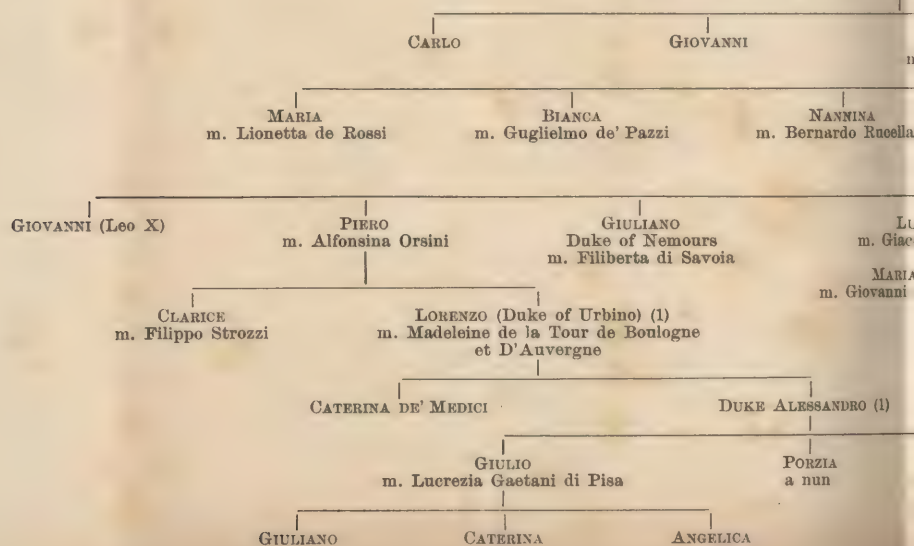 CARLO GIOVANNI
MARIA BIANCA NANNINA
m. Lionetta de Rossi m. Guglielmo de' Pazzi m. Bernardo Rucella
GIOVANNI (Leo X) PIERO GIULIANO LU
m. Alfonsina Orsini Duke of Nemours m. Giac
m. Filiberta di Savoia
MARIA
m. Giovanni
CLARICE LORENZO (Duke of Urbino) (1)
m. Filippo Strozzi m. Madeleine de la Tour de Boulogne
et D'Auvergne
CATERINA DE' MEDICI DUKE ALESSANDRO (1)
GIULIO PORZIA
m. Lucrezia Gaetani di Pisa a nun
GIULIANO CATERINA ANGELICA